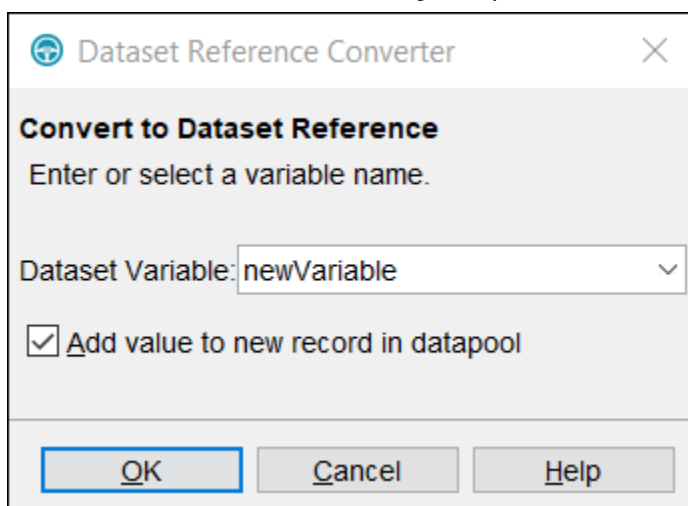 Dataset Reference Converter
Convert to Dataset Reference
Enter or select a variable name.
Dataset Variable: newVariable
Add value to new record in datapool
OK Cancel Help